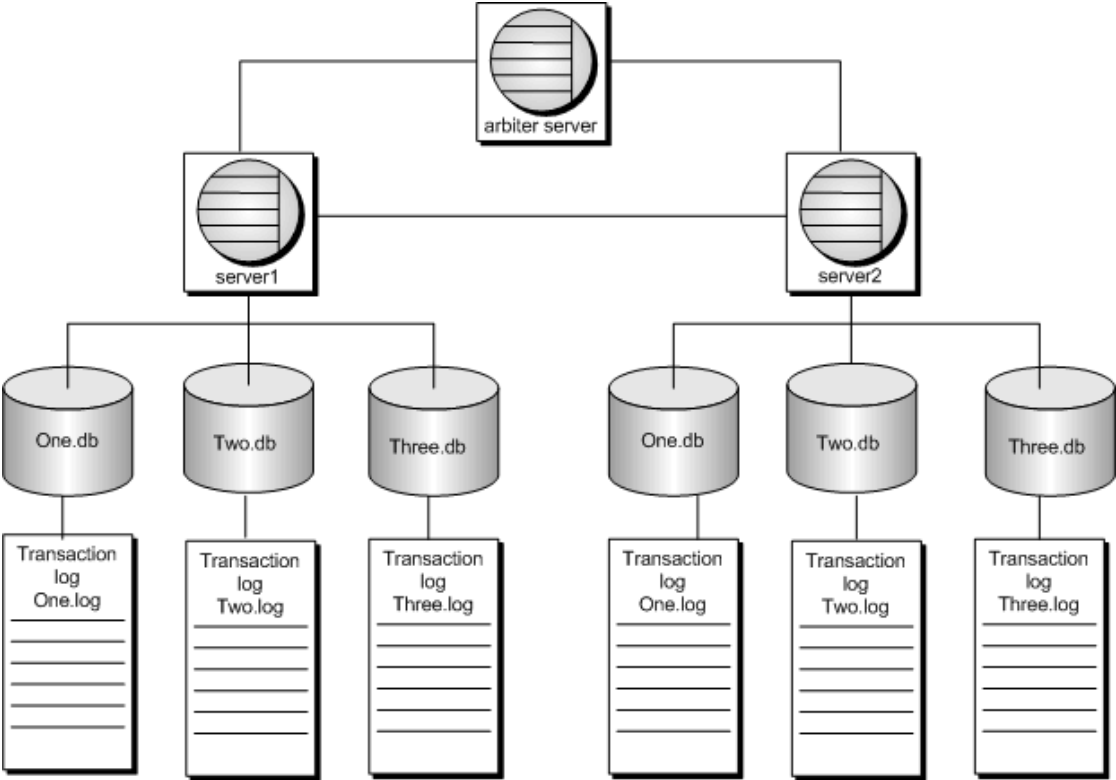 arbiter server
server1
server2
One.db
Two.db
Three.db
One.db
Two.db
Three.db
Transaction
log
One.log
Transaction
log
Two.log
Transaction
log
Three.log
Transaction
log
One.log
Transaction
log
Two.log
Transaction
log
Three.log